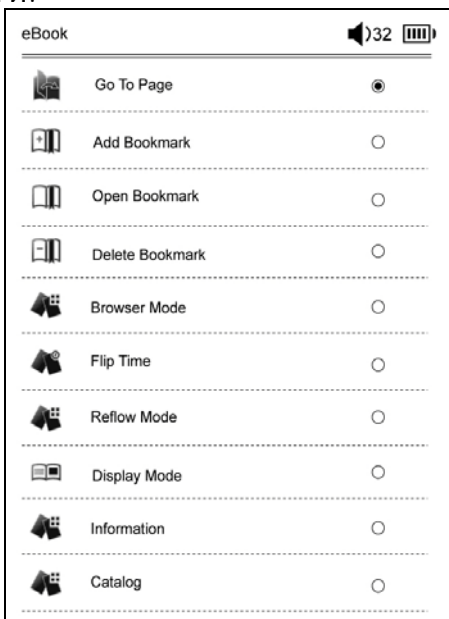 eBook 32
Go To Page
Add Bookmark
Open Bookmark
Delete Bookmark
Browser Mode
Flip Time
Reflow Mode
Display Mode
Information
Catalog